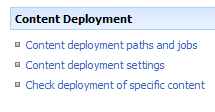 Content Deployment
Content deployment paths and jobs
Content deployment settings
Check deployment of specific content